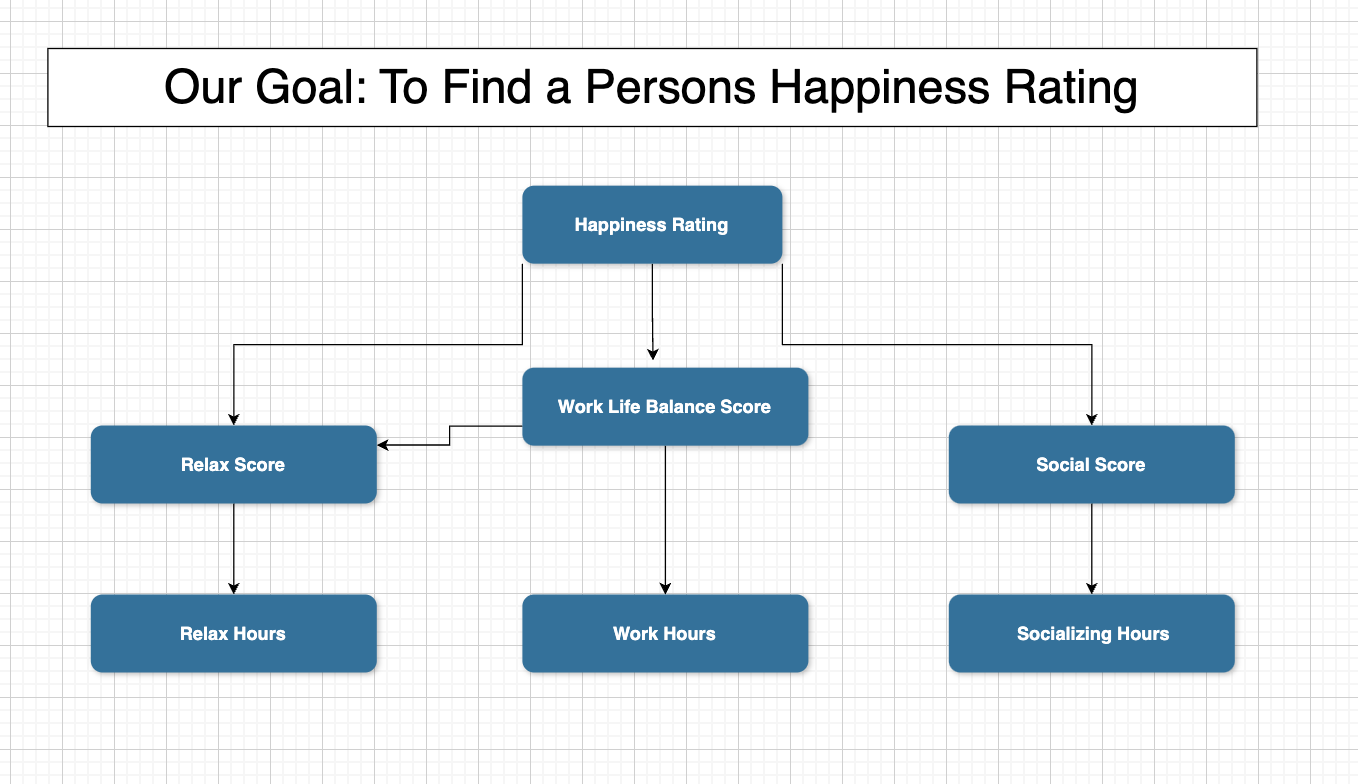 Our Goal: To Find a Persons Happiness Rating
Happiness Rating
Work Life Balance Score
Relax Score
Social Score
Relax Hours
Work Hours
Socializing Hours